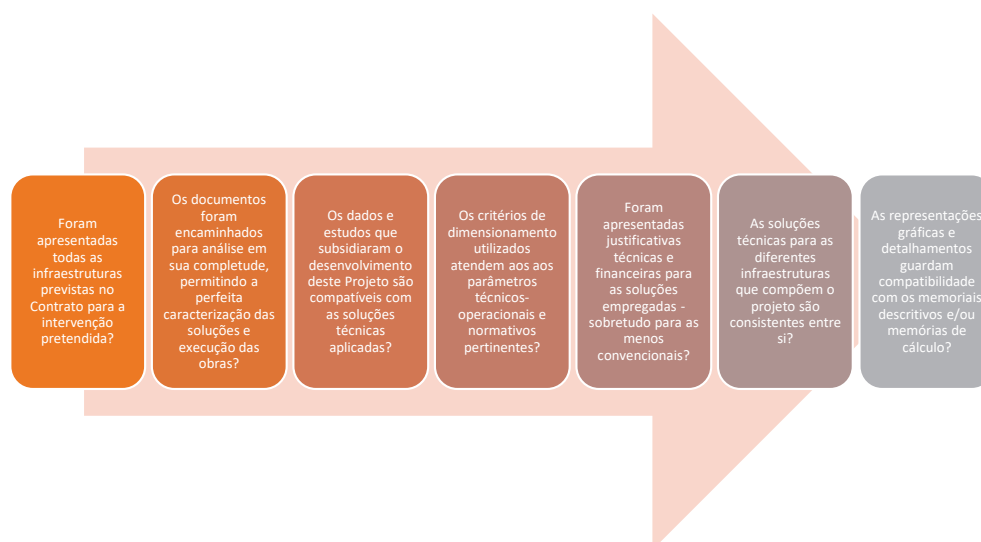 Foram
apresentadas
todas as
infraestruturas
previstas no
Contrato para a
intervenção
pretendida?
Os documentos
foram
encaminhados
para análise em
sua completude,
permitindo a
perfeita
caracterização das
soluções e
execução das
obras?
Os dados e
estudos que
subsidiaram o
desenvolvimento
deste Projeto são
compatíveis com
as soluções
técnicas
aplicadas?
Os critérios de
dimensionamento
utilizados
atendem aos aos
parâmetros
técnicos-
operacionais e
normativos
pertinentes?
Foram
apresentadas
justificativas
técnicas e
financeiras para
as soluções
empregadas -
sobretudo para as
menos
convencionais?
As soluções
técnicas para as
diferentes
infraestruturas
que compõem o
projeto são
consistentes entre
si?
As representações
gráficas e
detalhamentos
guardam
compatibilidade
com os memoriais
descritivos e/ou
memórias de
cálculo?